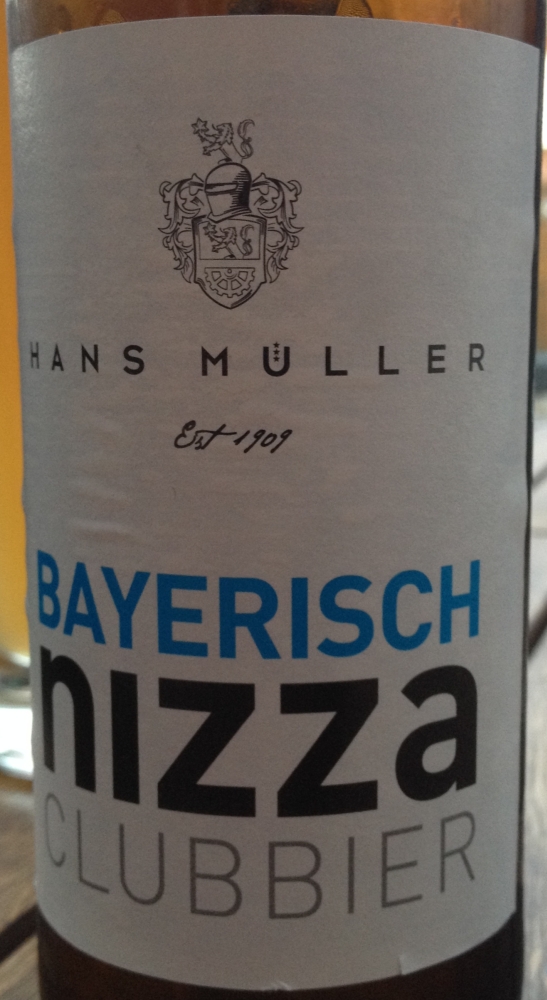 HANS MÜLLER
Est 1909
BAYERISCH
nizza
CLUBBIER